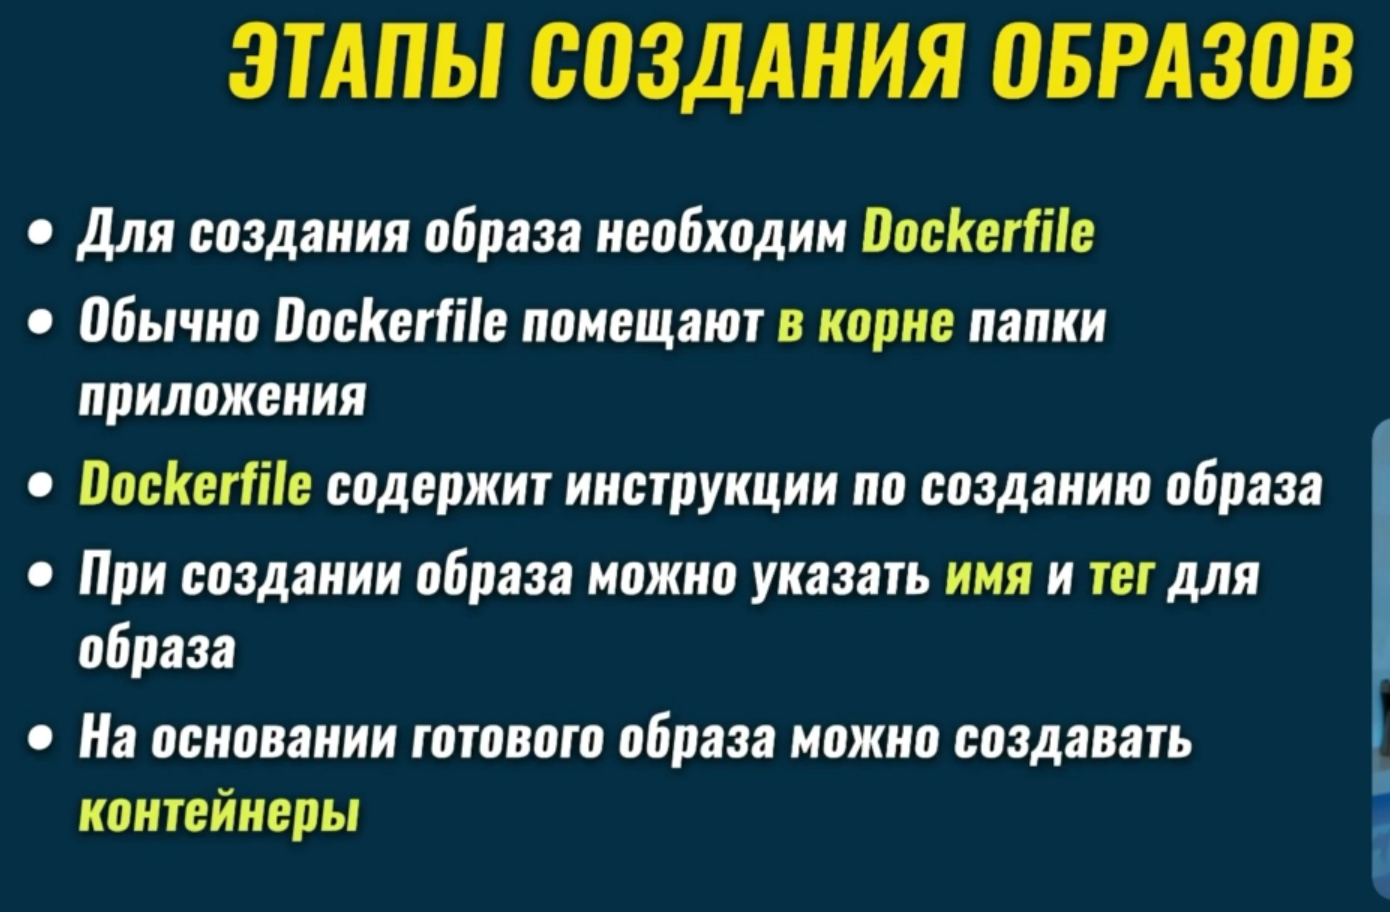 ЭТАПЫ СОЗДАНИЯ ОБРАЗОВ
• Для создания образа необходим Dockerfile
• Обычно Dockerfile помещают в корне папки
приложения
• Dockerfile содержит инструкции по созданию образа
• При создании образа можно указать имя и тег для
образа
• На основании готового образа можно создавать
контейнеры